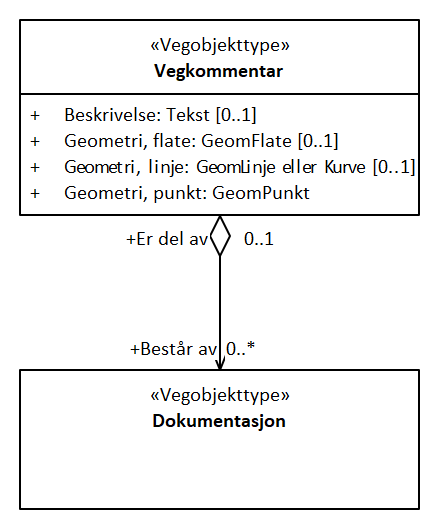 «Vegobjekttype»
Vegkommentar
+ Beskrivelse: Tekst [0..1]
+ Geometri, flate: GeomFlate [0..1]
+ Geometri, linje: GeomLinje eller Kurve [0..1]
+ Geometri, punkt: GeomPunkt
+Er del av 0..1
+Består av 0..*
«Vegobjekttype»
Dokumentasjon